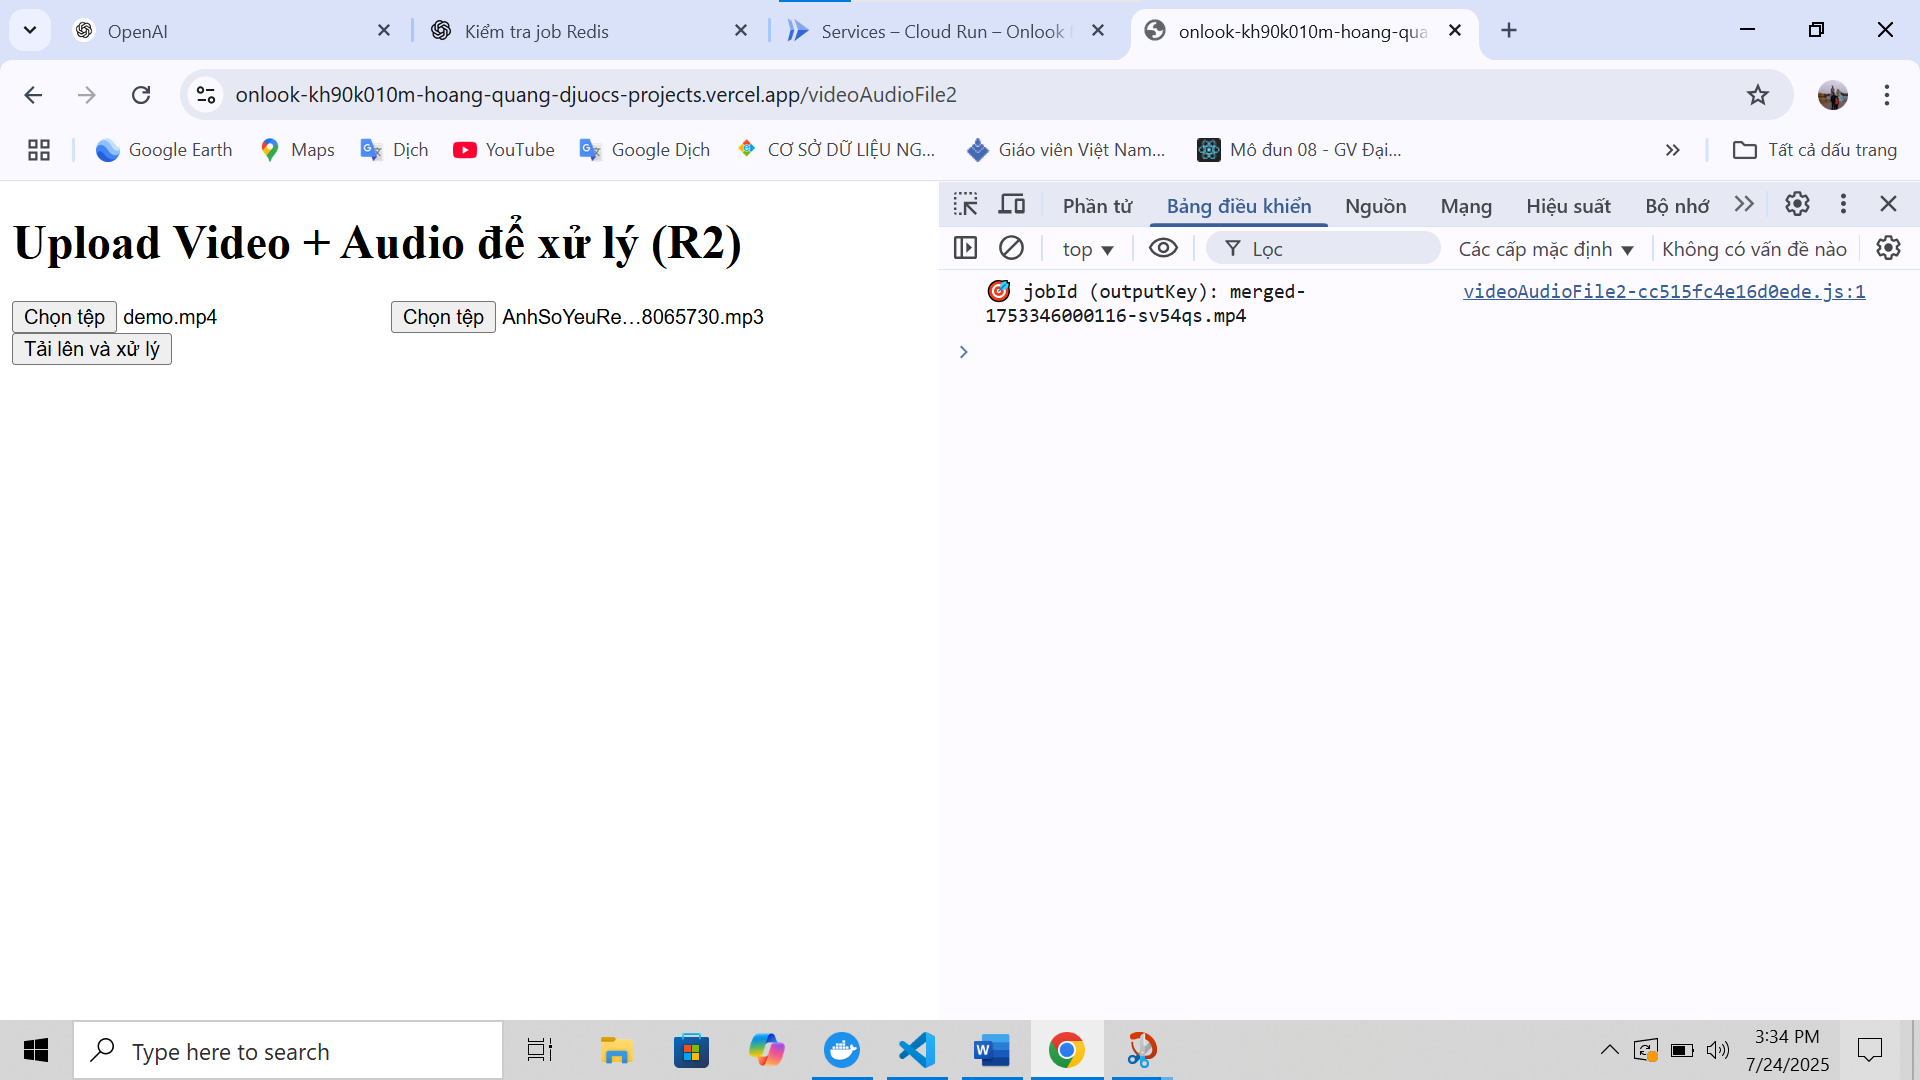 OpenAI
Kiểm tra job Redis
Services – Cloud Run – Onlook
onlook-kh90k010m-hoang-qua
onlook-kh90k010m-hoang-quang-djuocs-projects.vercel.app/videoAudioFile2
Google Earth
Maps
Dịch
YouTube
Google Dịch
CƠ SỞ DỮ LIỆU NG...
Giáo viên Việt Nam...
Mô đun 08 - GV Đại...
Tất cả dấu trang
Upload Video + Audio để xử lý (R2)
Chọn tệp demo.mp4
Chọn tệp AnhSoYeuRe...8065730.mp3
Tải lên và xử lý
Phần tử
Bảng điều khiển
Nguồn
Mạng
Hiệu suất
Bộ nhớ
top
Lọc
Các cấp mặc định
Không có vấn đề nào
jobId (outputKey): merged-
1753346000116-sv54qs.mp4
videoAudioFile2-cc515fc4e16d0ede.js:1
Type here to search
3:34 PM
7/24/2025